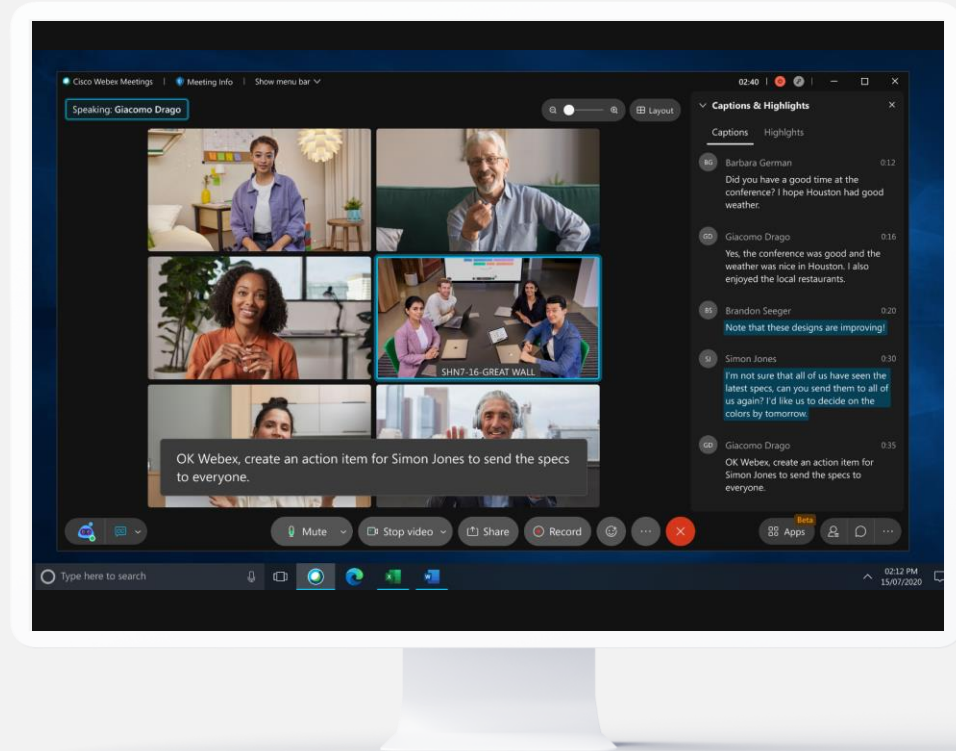 Cisco Webex Meetings
Meeting Info
Show menu bar
02:40
Speaking: Giacomo Drago
Layout
SHN7-16-GREAT WALL
OK Webex, create an action item for Simon Jones to send the specs
to everyone.
Captions & Highlights
Captions
Highlights
BG
Barbara German
0:12
Did you have a good time at the
conference? I hope Houston had good
weather.
GD
Giacomo Drago
0:16
Yes, the conference was good and the
weather was nice in Houston. I also
enjoyed the local restaurants.
BS
Brandon Seeger
0:20
Note that these designs are improving!
SJ
Simon Jones
0:30
I'm not sure that all of us have seen the
latest specs, can you send them to all of
us again? I'd like us to decide on the
colors by tomorrow.
GD
Giacomo Drago
0:35
OK Webex, create an action item for
Simon Jones to send the specs to
everyone.
Mute
Stop video
Share
Record
Beta
Apps
Type here to search
02:12 PM
15/07/2020